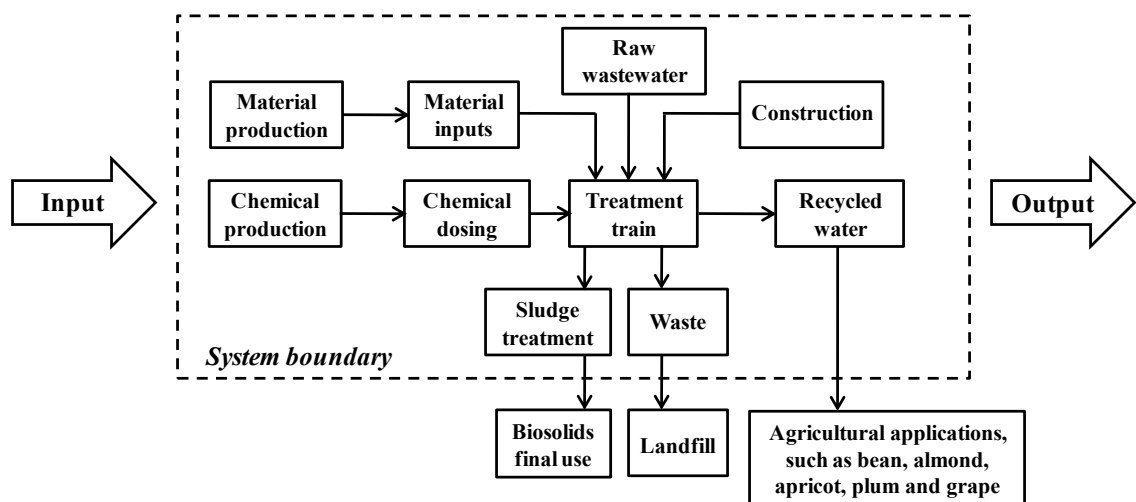 Raw
wastewater
Material
production
Material
inputs
Construction
Input
Chemical
production
Chemical
dosing
Treatment
train
Recycled
water
Output
Sludge
treatment
Waste
System boundary
Biosolids
final use
Landfill
Agricultural applications,
such as bean, almond,
apricot, plum and grape